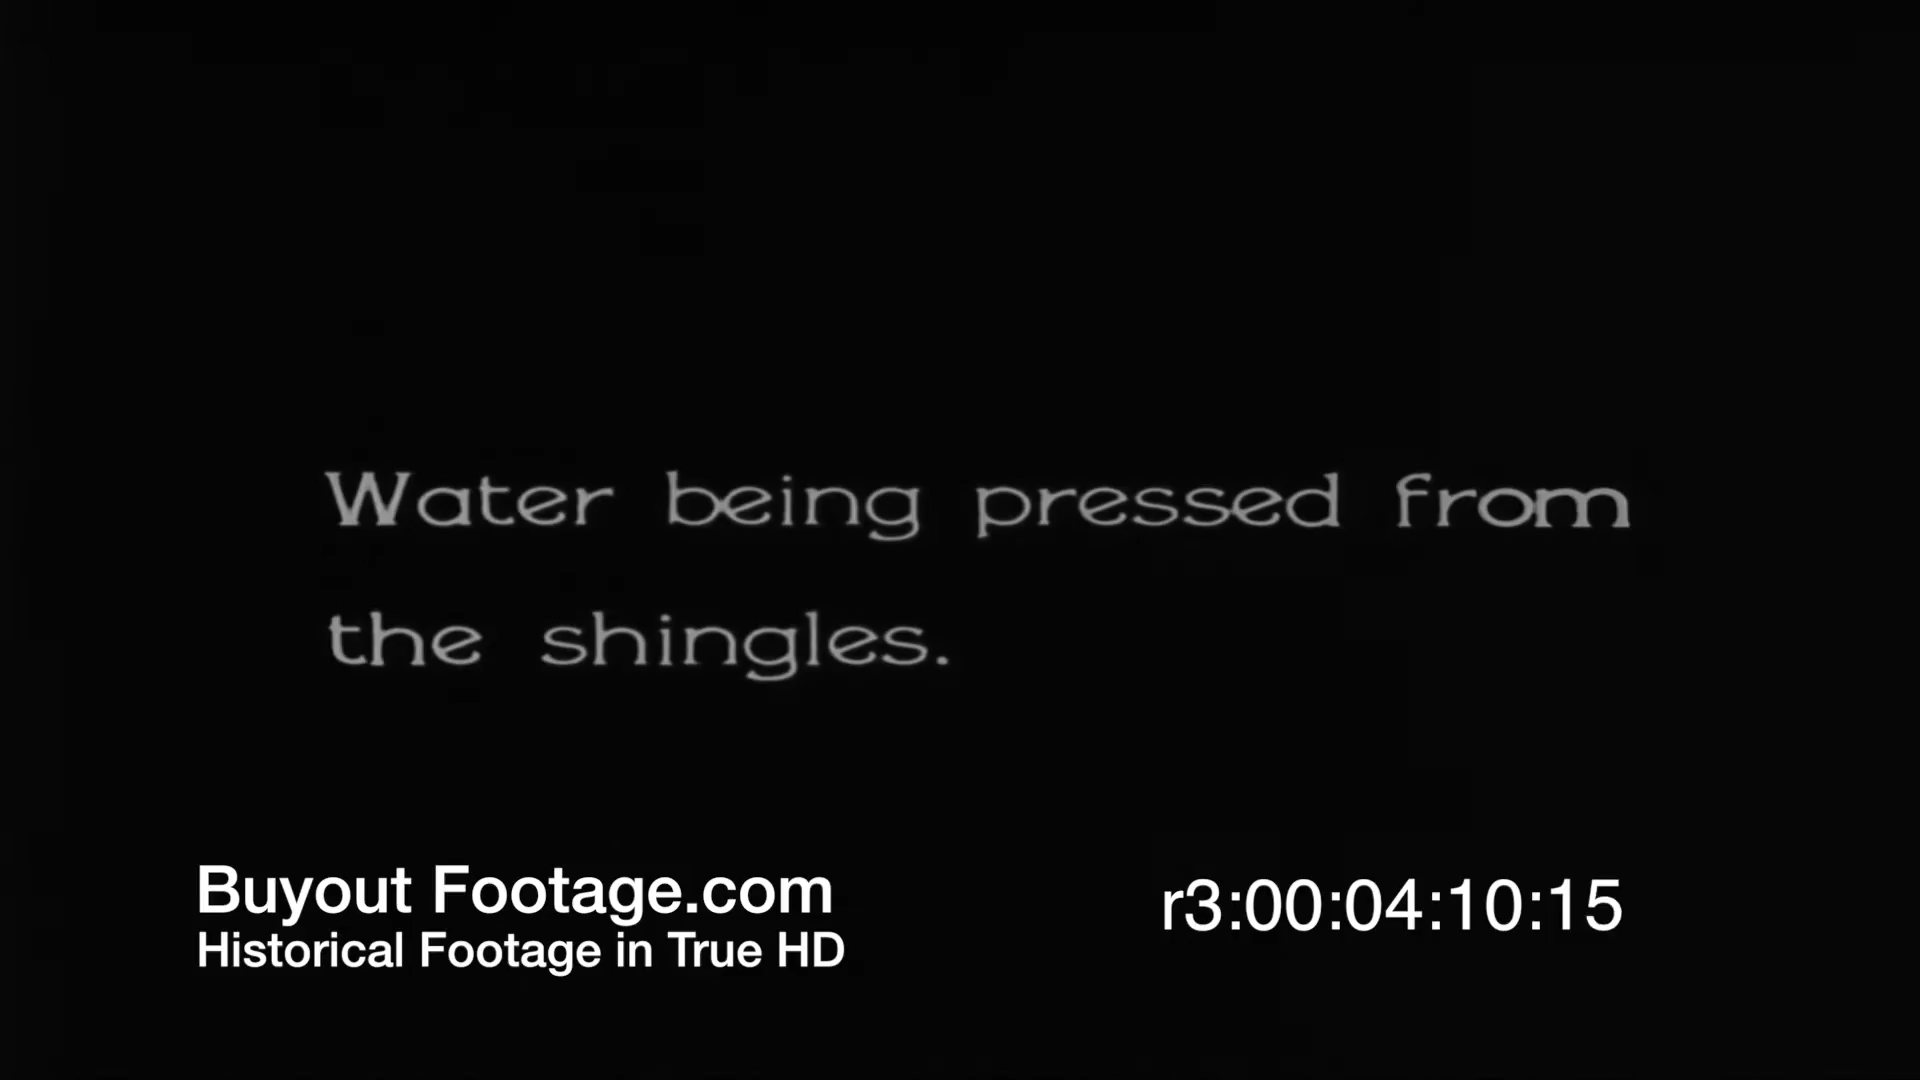 Water being pressed from
the shingles.
Buyout Footage.com
Historical Footage in True HD
r3:00:04:10:15